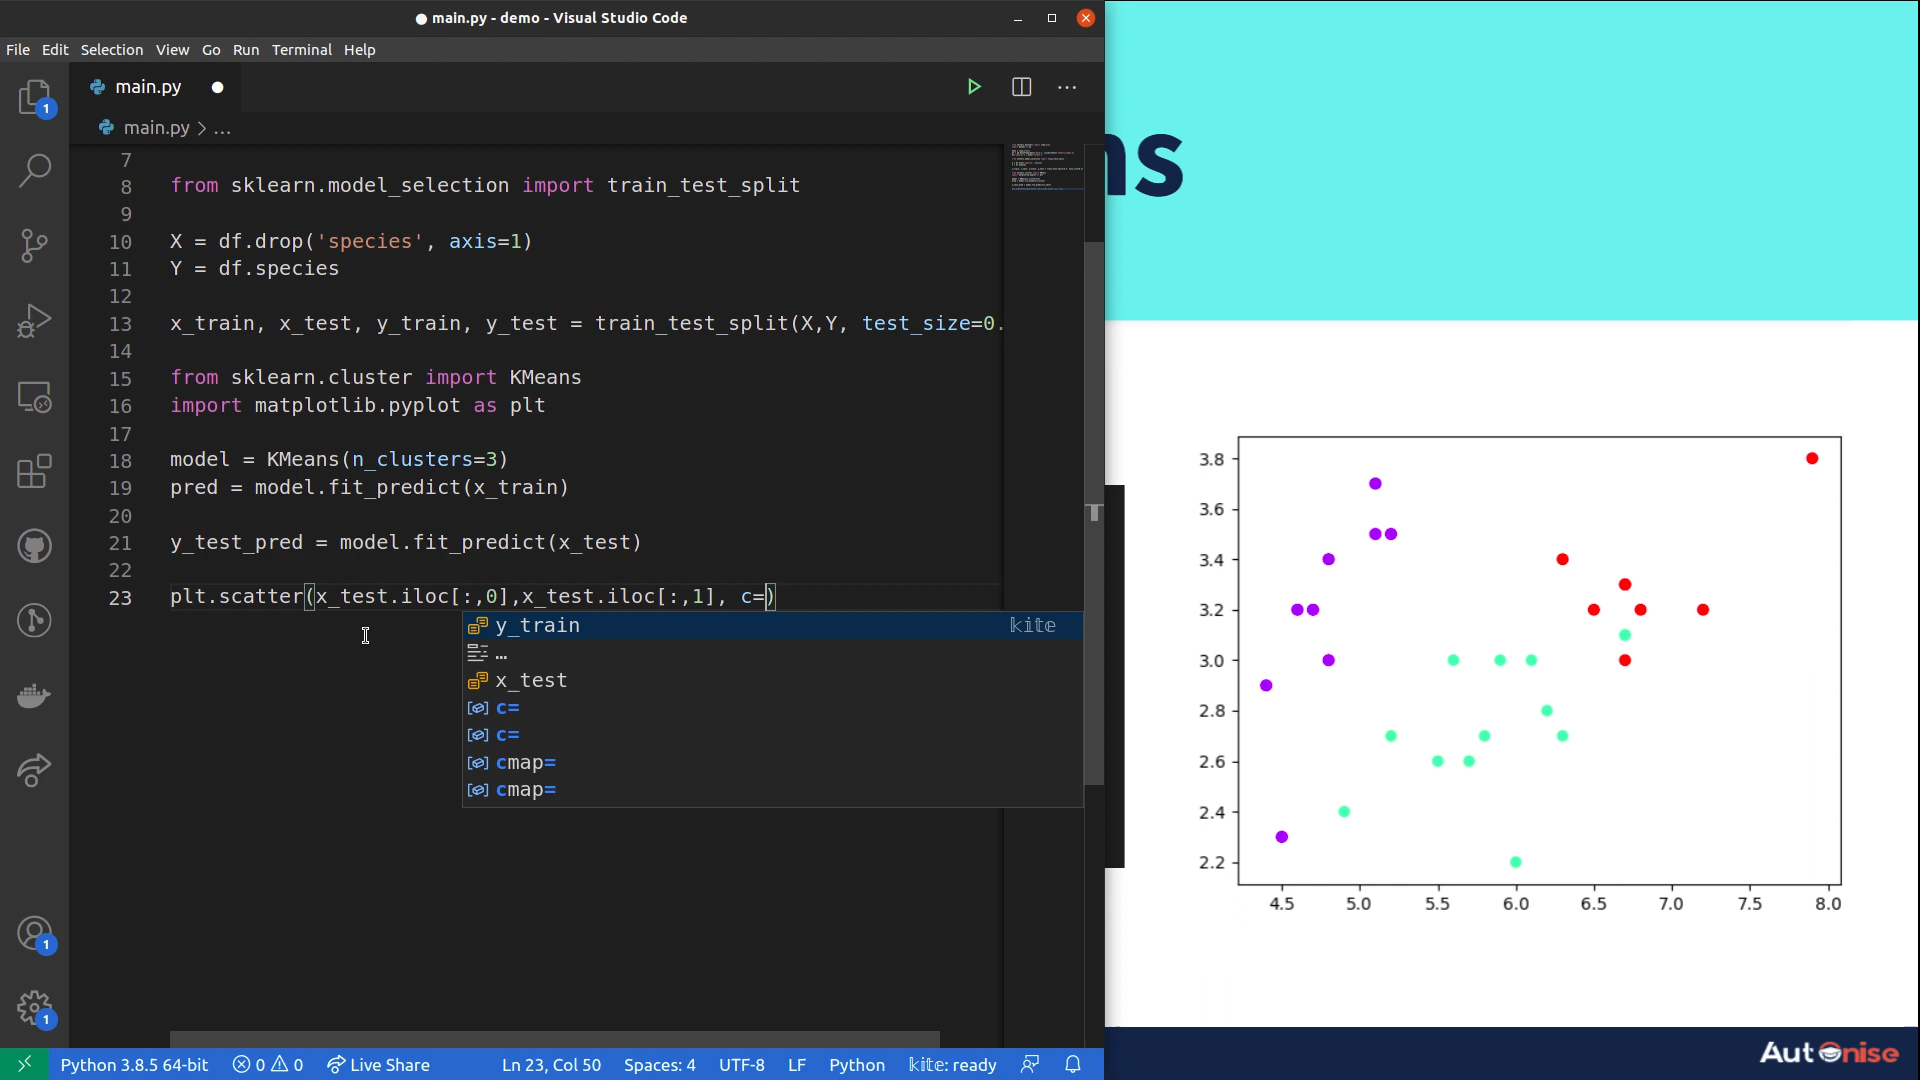 ● main.py - demo - Visual Studio Code
File Edit Selection View Go Run Terminal Help
main.py
main.py > ...
7
8 from sklearn.model_selection import train_test_split
9
10 X = df.drop('species', axis=1)
11 Y = df.species
12
13 x_train, x_test, y_train, y_test = train_test_split(X,Y, test_size=0.
14
15 from sklearn.cluster import KMeans
16 import matplotlib.pyplot as plt
17
18 model = KMeans(n_clusters=3)
19 pred = model.fit_predict(x_train)
20
21 y_test_pred = model.fit_predict(x_test)
22
23 plt.scatter(x_test.iloc[:,0],x_test.iloc[:,1], c=)
y_train kite
…
x_test
c=
c=
cmap=
cmap=
1
1
1
Python 3.8.5 64-bit 0 0 Live Share Ln 23, Col 50 Spaces: 4 UTF-8 LF Python kite: ready
ns
3.8
3.6
3.4
3.2
3.0
2.8
2.6
2.4
2.2
4.5 5.0 5.5 6.0 6.5 7.0 7.5 8.0
Autonise